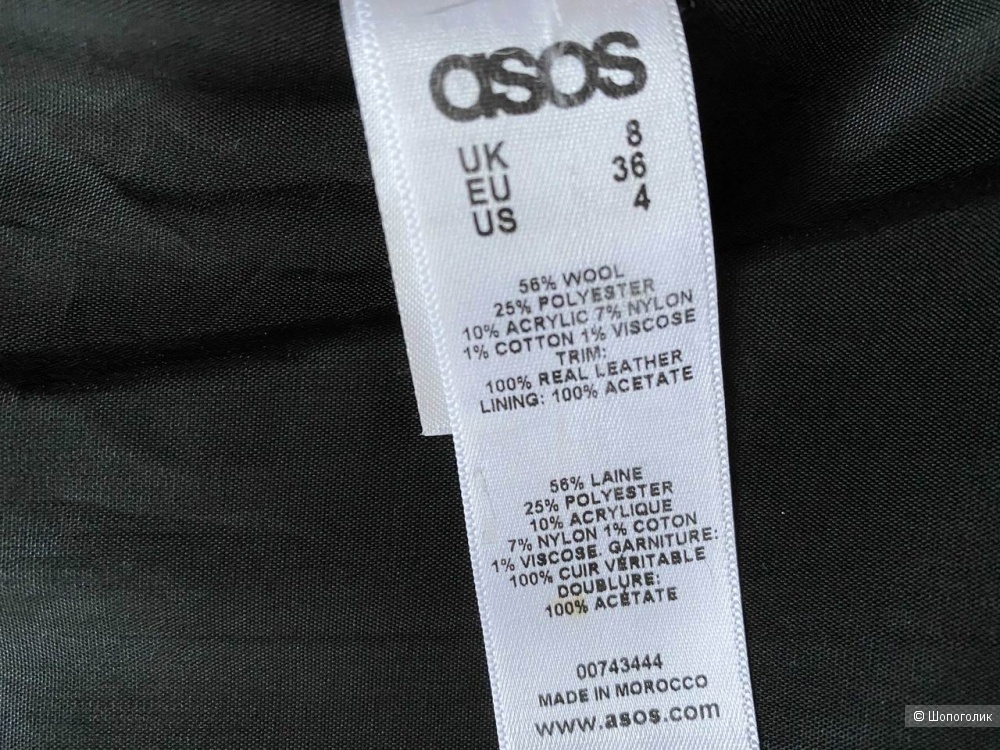 asos
UK 8
EU 36
US 4
56% WOOL
25% POLYESTER
10% ACRYLIC 7% NYLON
1% COTTON 1% VISCOSE
TRIM:
100% REAL LEATHER
LINING: 100% ACETATE
56% LAINE
25% POLYESTER
10% ACRYLIQUE
7% NYLON 1% COTON
1% VISCOSE. GARNITURE:
100% CUIR VÉRITABLE
DOUBLURE:
100% ACÉTATE
00743444
MADE IN MOROCCO
www.asos.com
© Шопоголик